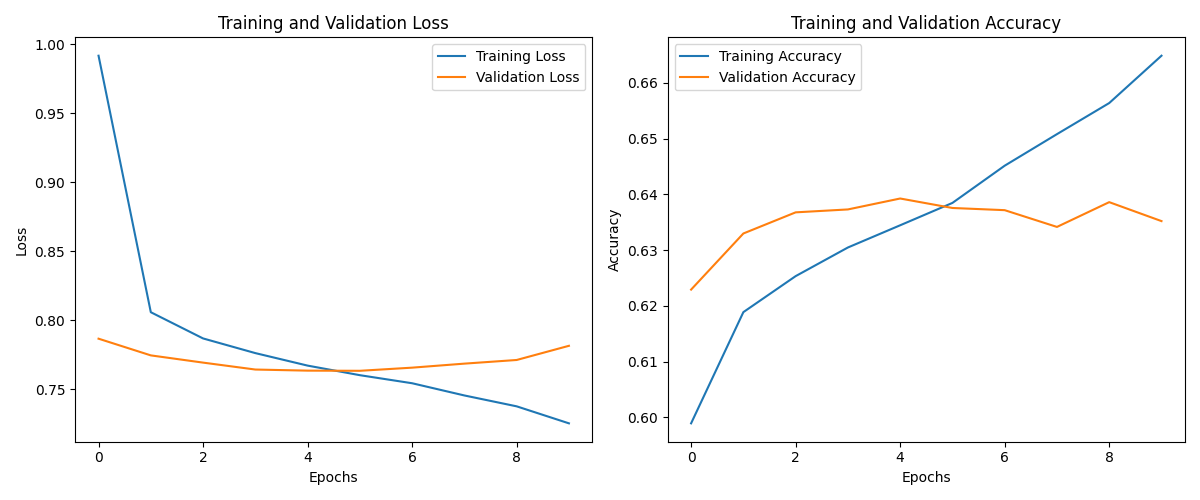 Training and Validation Loss
1.00
0.95
0.90
0.85
0.80
0.75
Loss
Training Loss
Validation Loss
0 2 4 6 8
Epochs
Training and Validation Accuracy
0.66
0.65
0.64
0.63
0.62
0.61
0.60
Accuracy
Training Accuracy
Validation Accuracy
0 2 4 6 8
Epochs